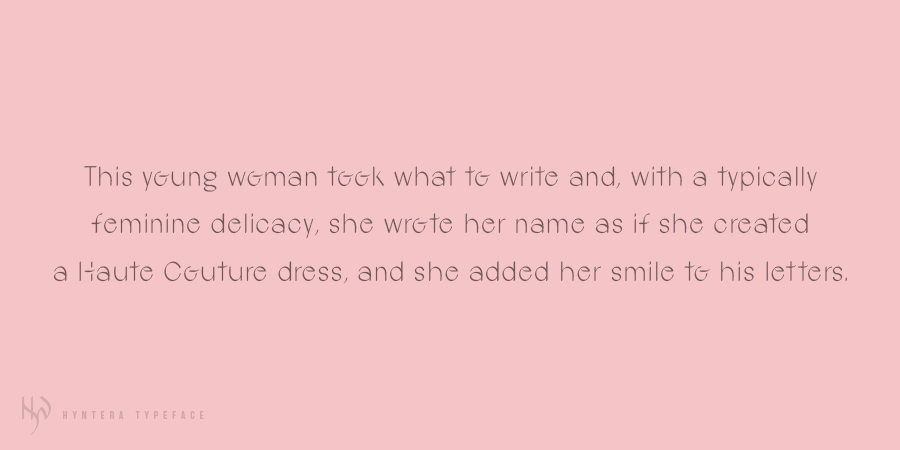 This young woman took what to write and, with a typically
feminine delicacy, she wrote her name as if she created
a Haute Couture dress, and she added her smile to his letters.
HYNTERA TYPEFACE